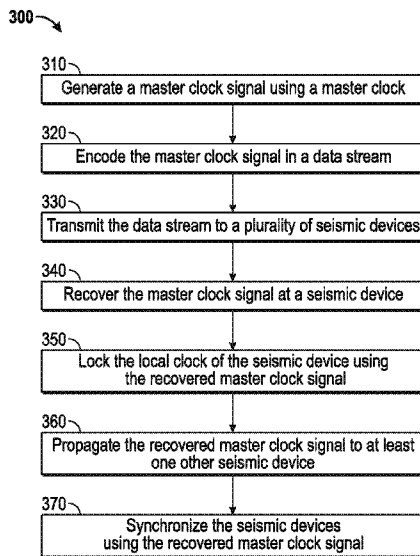 300
310
Generate a master clock signal using a master clock
320
Encode the master clock signal in a data stream
330
Transmit the data stream to a plurality of seismic devices
340
Recover the master clock signal at a seismic device
350
Lock the local clock of the seismic device using
the recovered master clock signal
360
Propagate the recovered master clock signal to at least
one other seismic device
370
Synchronize the seismic devices
using the recovered master clock signal